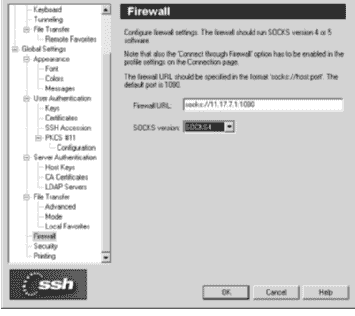 Keyboard
Tunneling
File Transfer
Remote Favorites
Global Settings
Appearance
Font
Colors
Messages
User Authentication
Keys
Certificates
SSH Accession
PKCS #11
Configuration
Server Authentication
Host Keys
CA Certificates
LDAP Servers
File Transfer
Advanced
Mode
Local Favorites
Firewall
Security
Printing
ssh
Firewall
Configure firewall settings. The firewall should run SOCKS version 4 or 5
software
Note that also the 'Connect through Firewall' option has to be enabled in the
profile settings on the Connection page.
The firewall URL should be specified in the format 'socks://host:port'. The
default port is 1080.
Firewall URL:
socks://11.17.7.1:1080
SOCKS version:
SOCKS4
OK
Cancel
Help